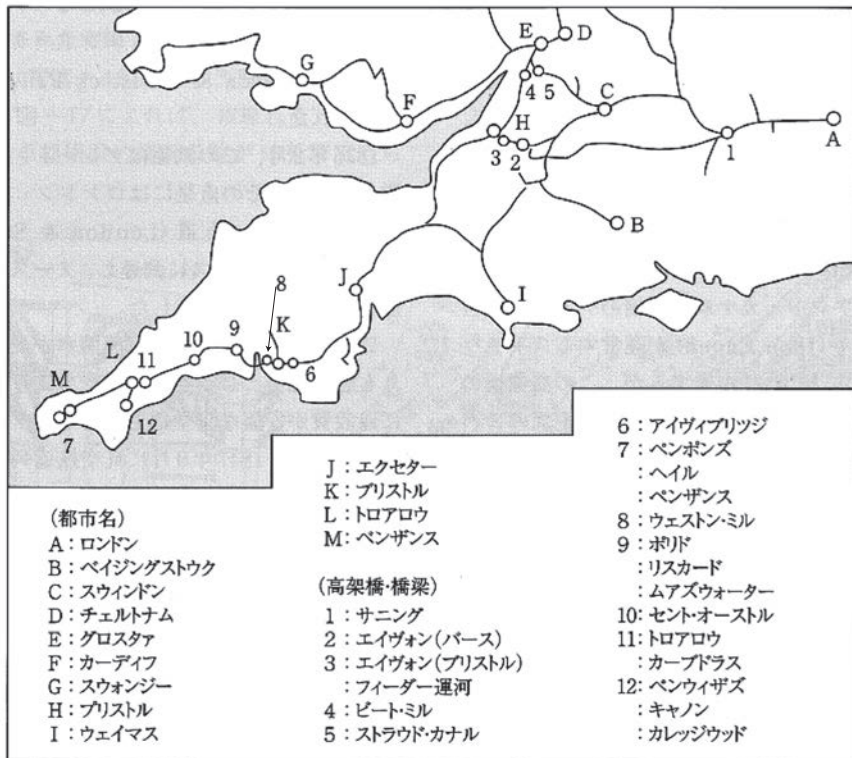 E
D
G
4
5
C
F
H
3
2
1
A
B
8
J
I
K
9
L
10
11
6
M
7
12
(都市名)
A:ロンドン
B:ベイジングストウク
C:スウィンドン
D:チェルトナム
E:グロスタァ
F:カーディフ
G:スウォンジー
H:ブリストル
I:ウェイマス
J:エクセター
K:ブリストル
L:トロアロウ
M:ペンザンス
(高架橋・橋梁)
1:サニング
2:エイヴォン(バース)
3:エイヴォン(ブリストル)
:フィーダー運河
4:ビート・ミル
5:ストラウド・カナル
6:アイヴィブリッジ
7:ペンポンズ
:ヘイル
:ペンザンス
8:ウェストン・ミル
9:ボリド
:リスカード
:ムアズウォーター
10:セント・オーストル
11:トロアロウ
:カーブドラス
12:ペンウィザズ
:キャノン
:カレッジウッド